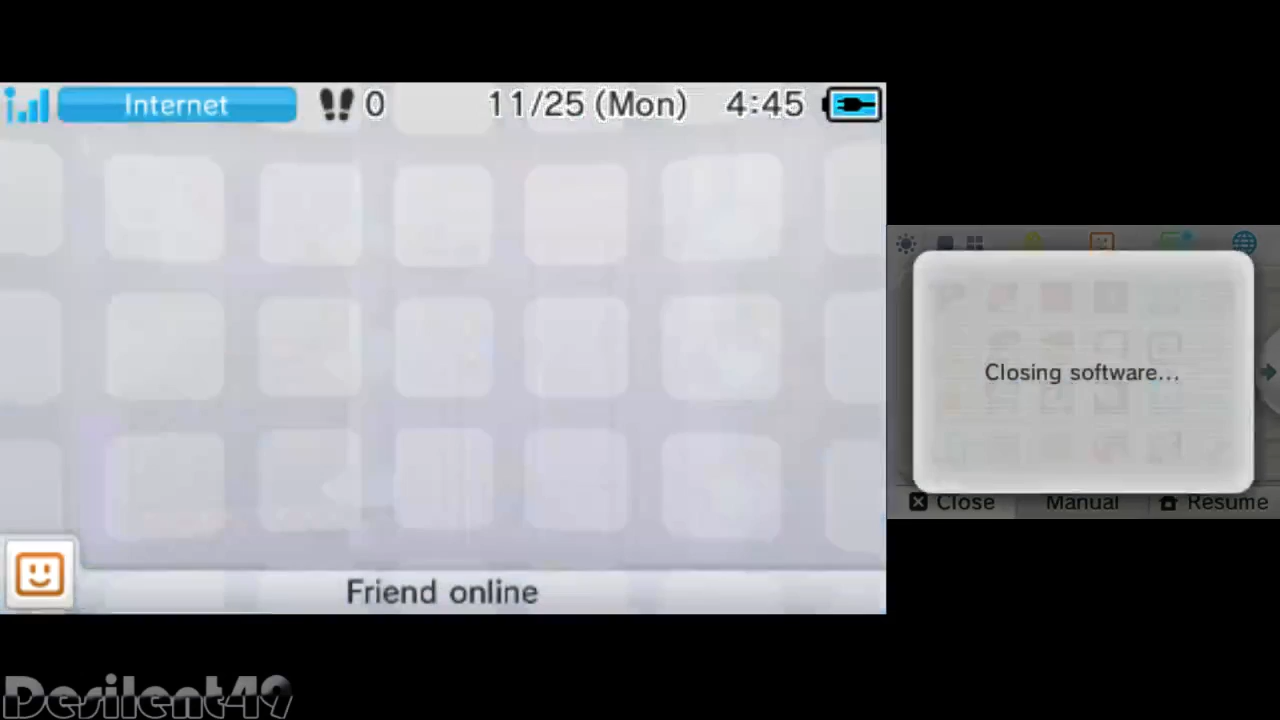 Internet 0 11/25 (Mon) 4:45
Closing software...
Close Manual Resume
Friend online
Desilent49